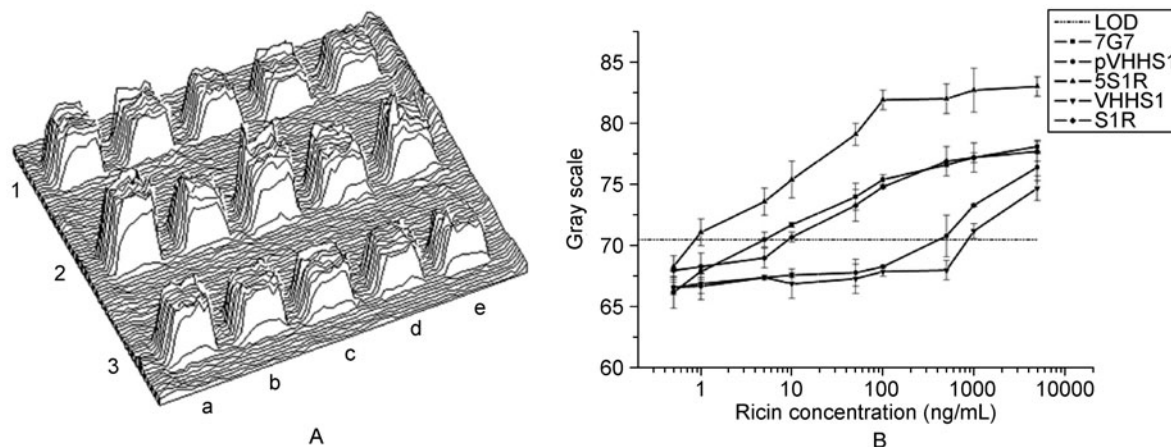 1
2
3
a
b
c
d
e
A
LOD
7G7
pVHHS1
5S1R
VHHS1
S1R
85
80
75
70
65
60
Gray scale
1
10
100
1000
10000
Ricin concentration (ng/mL)
B